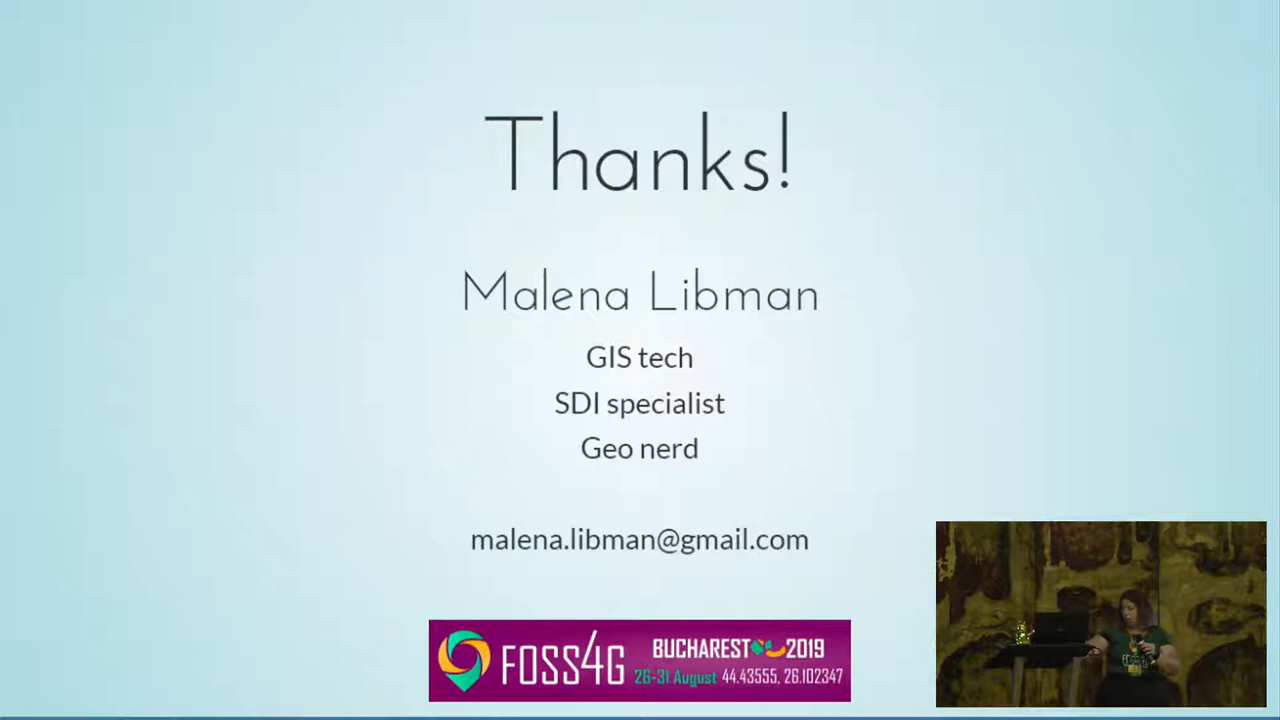 Thanks!
Malena Libman
GIS tech
SDI specialist
Geo nerd
malena.libman@gmail.com
FOSS4G
BUCHAREST 2019
26-31 August 44.43555, 26.102347